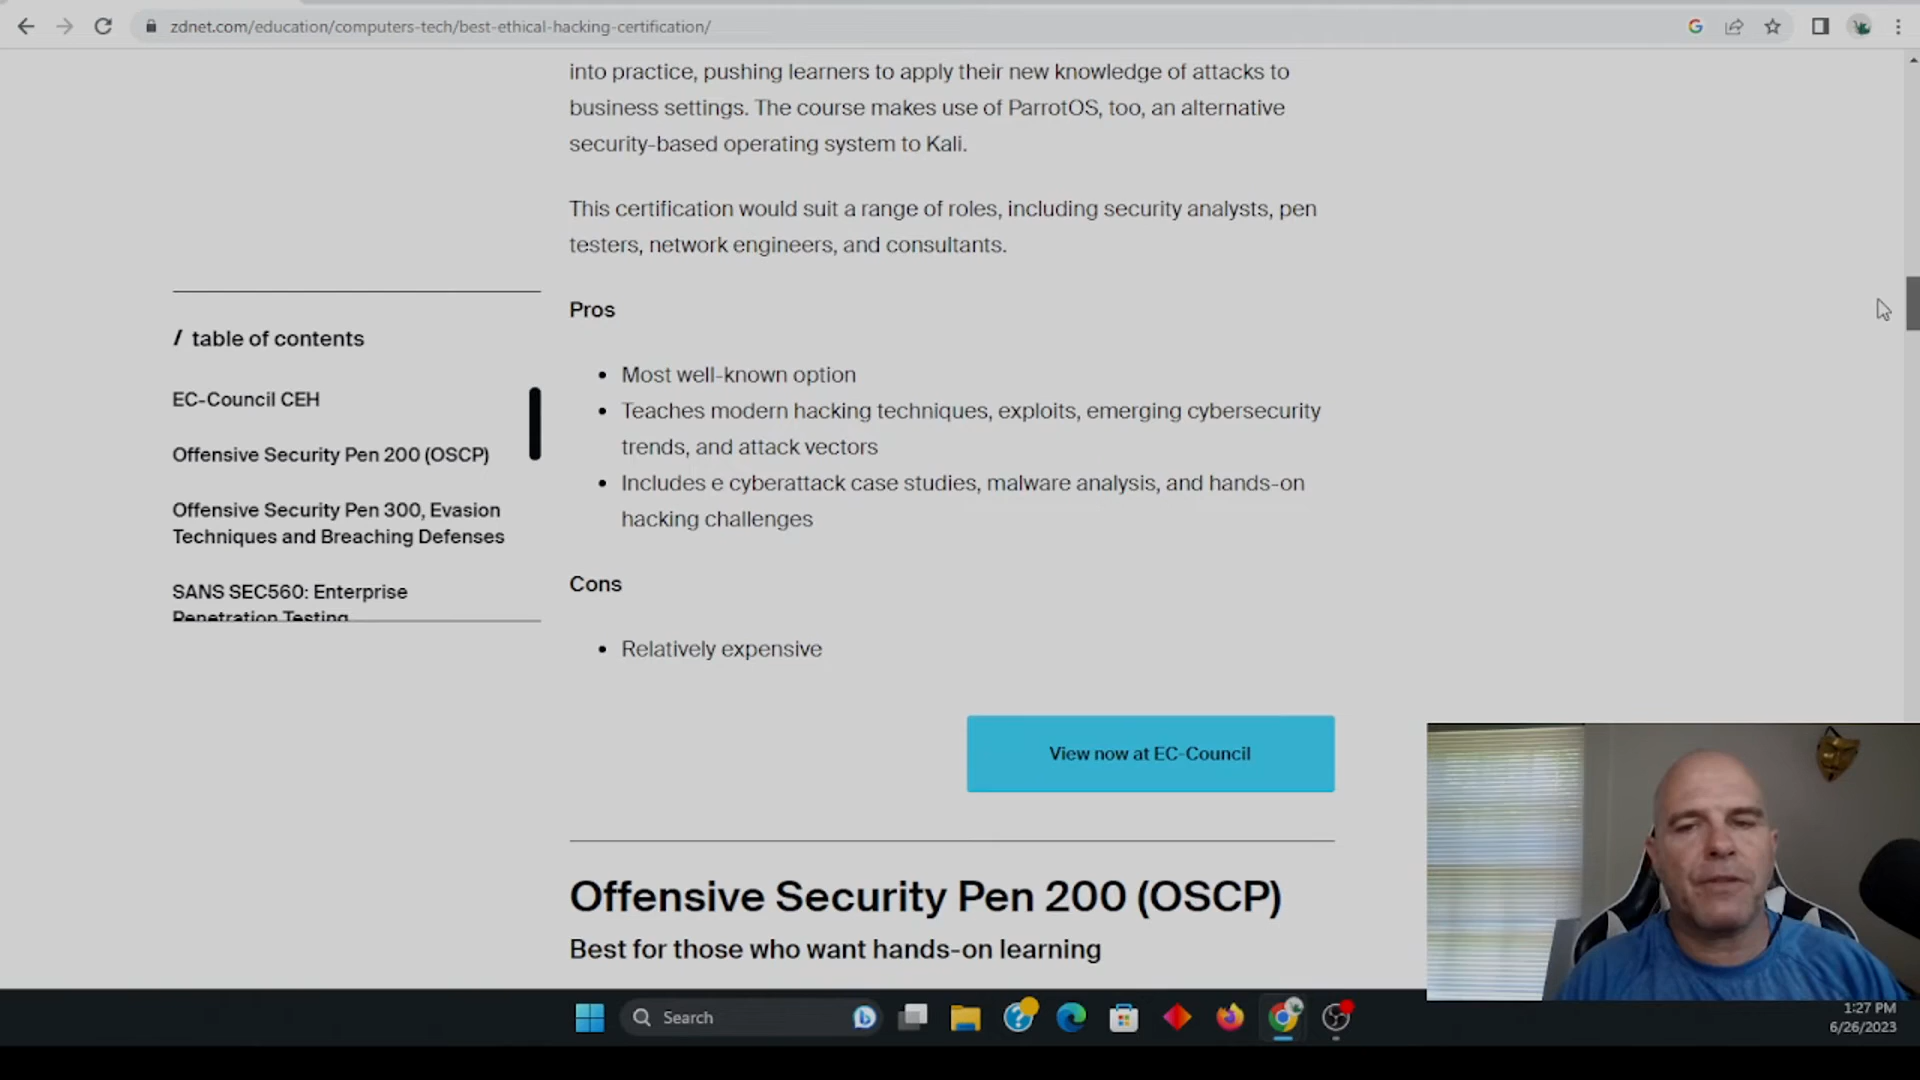 zdnet.com/education/computers-tech/best-ethical-hacking-certification/
into practice, pushing learners to apply their new knowledge of attacks to
business settings. The course makes use of ParrotOS, too, an alternative
security-based operating system to Kali.
This certification would suit a range of roles, including security analysts, pen
testers, network engineers, and consultants.
/ table of contents
EC-Council CEH
Offensive Security Pen 200 (OSCP)
Offensive Security Pen 300, Evasion
Techniques and Breaching Defenses
SANS SEC560: Enterprise
Penetration Testing
Pros
• Most well-known option
• Teaches modern hacking techniques, exploits, emerging cybersecurity
trends, and attack vectors
• Includes e cyberattack case studies, malware analysis, and hands-on
hacking challenges
Cons
• Relatively expensive
View now at EC-Council
Offensive Security Pen 200 (OSCP)
Best for those who want hands-on learning
Search
1:27 PM
6/26/2023